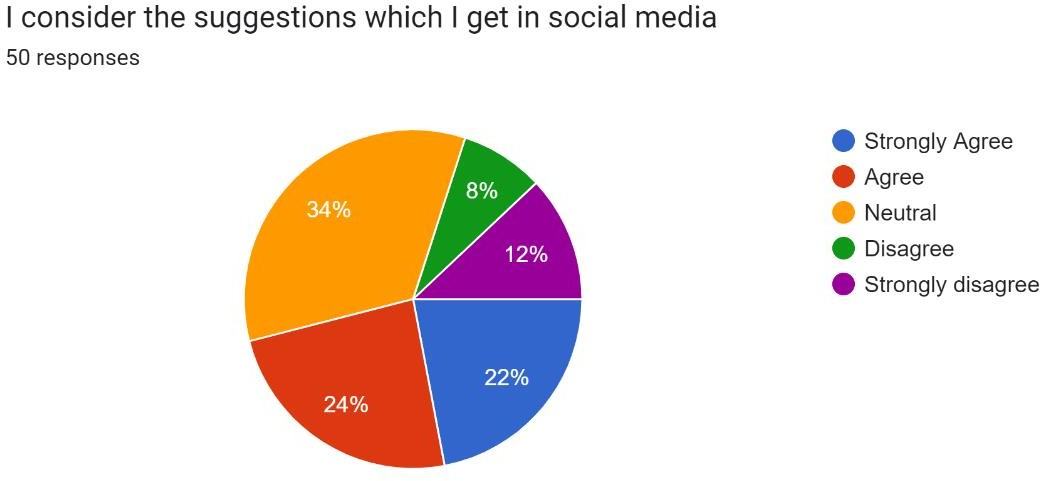 I consider the suggestions which I get in social media
50 responses
34%
8%
12%
24%
22%
Strongly Agree
Agree
Neutral
Disagree
Strongly disagree